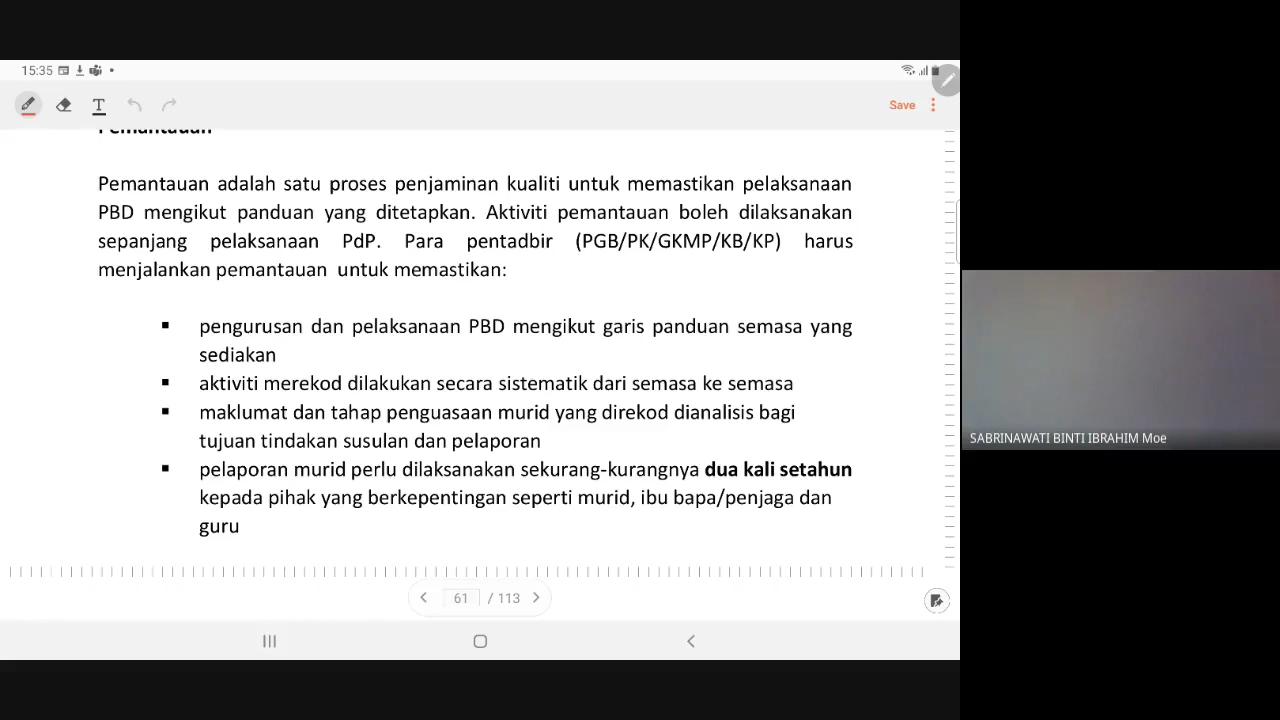 15:35
Save
Pemantauan
Pemantauan adalah satu proses penjaminan kualiti untuk memastikan pelaksanaan
PBD mengikut panduan yang ditetapkan. Aktiviti pemantauan boleh dilaksanakan
sepanjang pelaksanaan PdP. Para pentadbir (PGB/PK/GKMP/KB/KP) harus
menjalankan pemantauan untuk memastikan:
▪ pengurusan dan pelaksanaan PBD mengikut garis panduan semasa yang
sediakan
▪ aktiviti merekod dilakukan secara sistematik dari semasa ke semasa
▪ maklumat dan tahap penguasaan murid yang direkod dianalisis bagi
tujuan tindakan susulan dan pelaporan
▪ pelaporan murid perlu dilaksanakan sekurang-kurangnya dua kali setahun
kepada pihak yang berkepentingan seperti murid, ibu bapa/penjaga dan
guru
61 / 113
SABRINAWATI BINTI IBRAHIM Moe